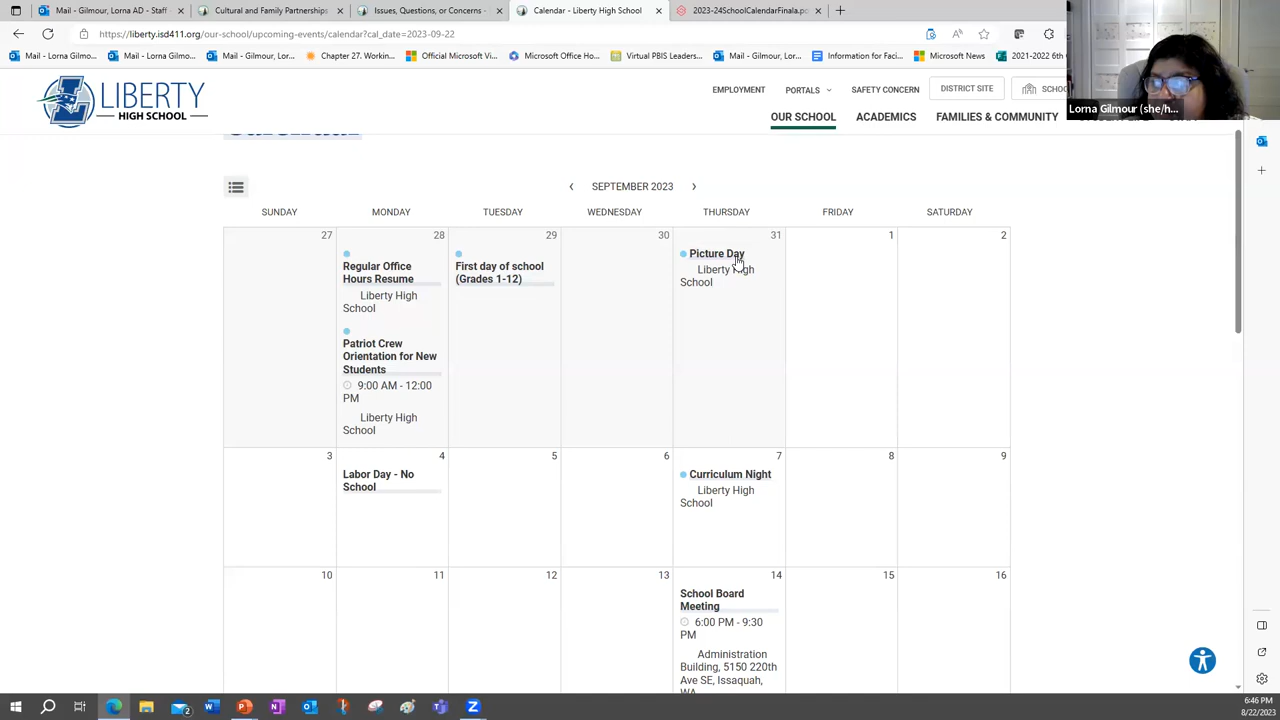 Mail - Gilmour, Lorna AD - Staff
Cultural and Family Partnerships
Issues, Questions, or Concerns -
Calendar - Liberty High School
2023-24SchoolCalendarFinala.p
https://liberty.isd411.org/our-school/upcoming-events/calendar?cal_date=2023-09-22
Mail - Lorna Gilmo...
Mail - Gilmour, Lor...
Mail - Gilmour, Lor...
Chapter 27. Workin...
Official Microsoft Vi...
Microsoft Office Ho...
Virtual PBIS Leaders...
Mail - Gilmour, Lor...
Information for Faci...
Microsoft News
2021-2022 6th
LIBERTY
HIGH SCHOOL
EMPLOYMENT
PORTALS
SAFETY CONCERN
DISTRICT SITE
SCHOO
Lorna Gilmour (she/h...
OUR SCHOOL
ACADEMICS
FAMILIES & COMMUNITY
Calendar
SEPTEMBER 2023
SUNDAY
MONDAY
TUESDAY
WEDNESDAY
THURSDAY
FRIDAY
SATURDAY
27
28
Regular Office
Hours Resume
Liberty High
School
Patriot Crew
Orientation for New
Students
9:00 AM - 12:00
PM
Liberty High
School
29
First day of school
(Grades 1-12)
30
31
Picture Day
Liberty High
School
1
2
3
4
Labor Day - No
School
5
6
7
Curriculum Night
Liberty High
School
8
9
10
11
12
13
14
School Board
Meeting
6:00 PM - 9:30
PM
Administration
Building, 5150 220th
Ave SE, Issaquah,
WA
15
16
6:46 PM
8/22/2023